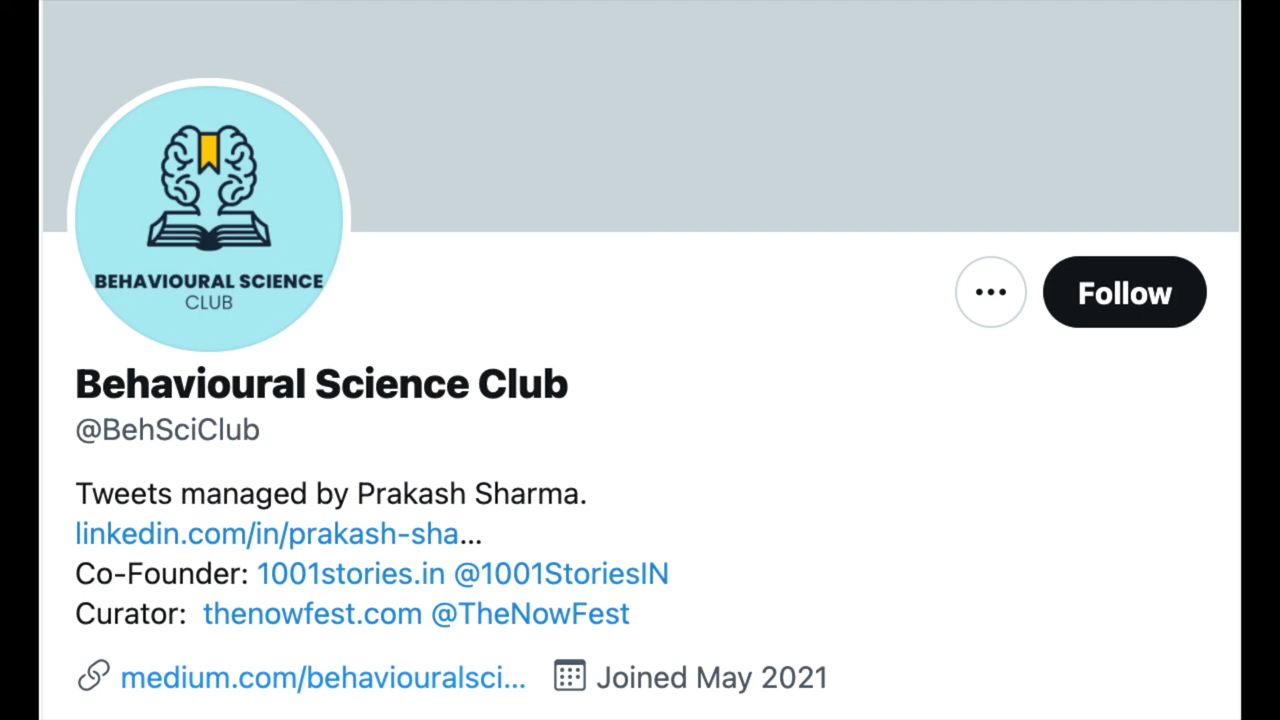 BEHAVIOURAL SCIENCE
CLUB
Follow
Behavioural Science Club
@BehSciClub
Tweets managed by Prakash Sharma.
linkedin.com/in/prakash-sha...
Co-Founder: 1001stories.in @1001StoriesIN
Curator: thenowfest.com @TheNowFest
medium.com/behaviouralsci... Joined May 2021